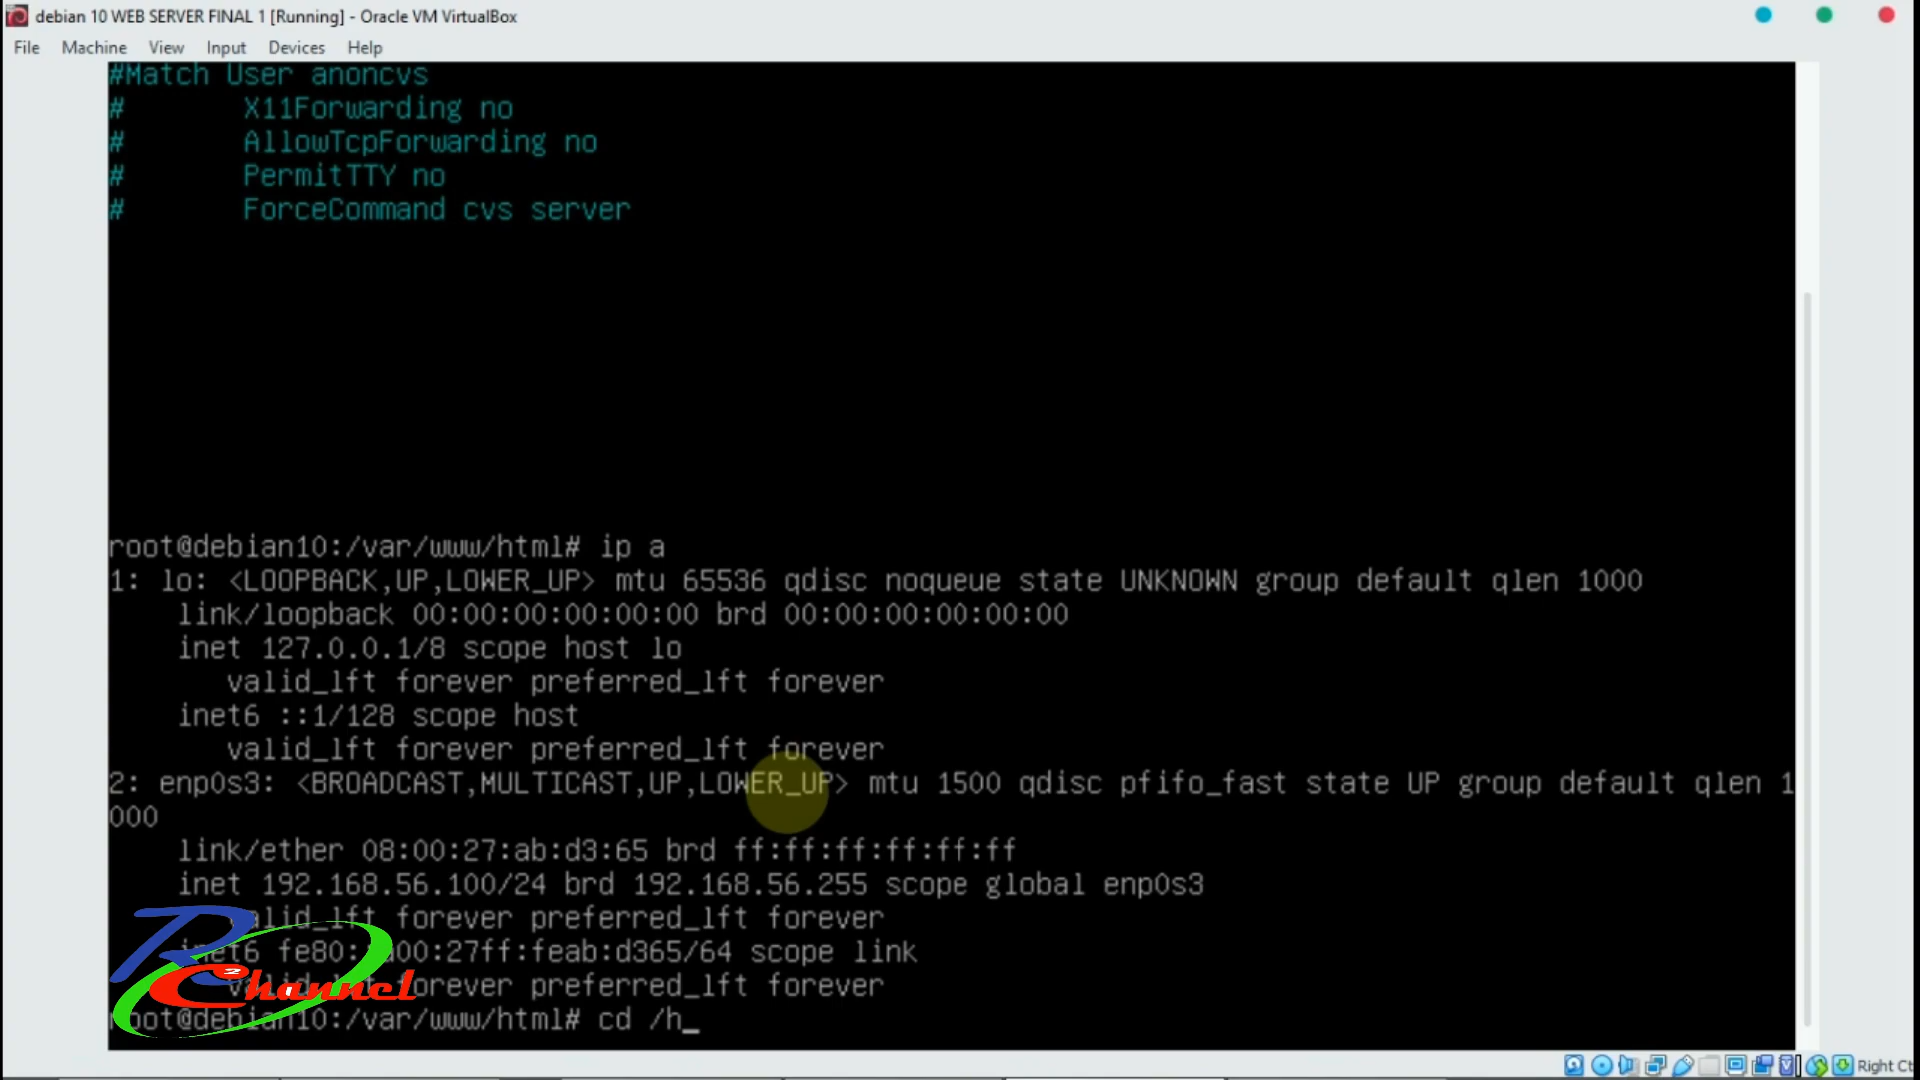 debian 10 WEB SERVER FINAL 1 [Running] - Oracle VM VirtualBox
File Machine View Input Devices Help
#Match User anoncvs
# X11Forwarding no
# AllowTcpForwarding no
# PermitTTY no
# ForceCommand cvs server
root@debian10:/var/www/html# ip a
1: lo: <LOOPBACK,UP,LOWER_UP> mtu 65536 qdisc noqueue state UNKNOWN group default qlen 1000
link/loopback 00:00:00:00:00:00 brd 00:00:00:00:00:00
inet 127.0.0.1/8 scope host lo
valid_lft forever preferred_lft forever
inet6 ::1/128 scope host
valid_lft forever preferred_lft forever
2: enp0s3: <BROADCAST,MULTICAST,UP,LOWER_UP> mtu 1500 qdisc pfifo_fast state UP group default qlen 1
000
link/ether 08:00:27:ab:d3:65 brd ff:ff:ff:ff:ff:ff
inet 192.168.56.100/24 brd 192.168.56.255 scope global enp0s3
valid_lft forever preferred_lft forever
inet6 scope link
forever preferred_lft forever
root@debian10:/var/www/html# cd /h_
R2 Channel
Right Ct